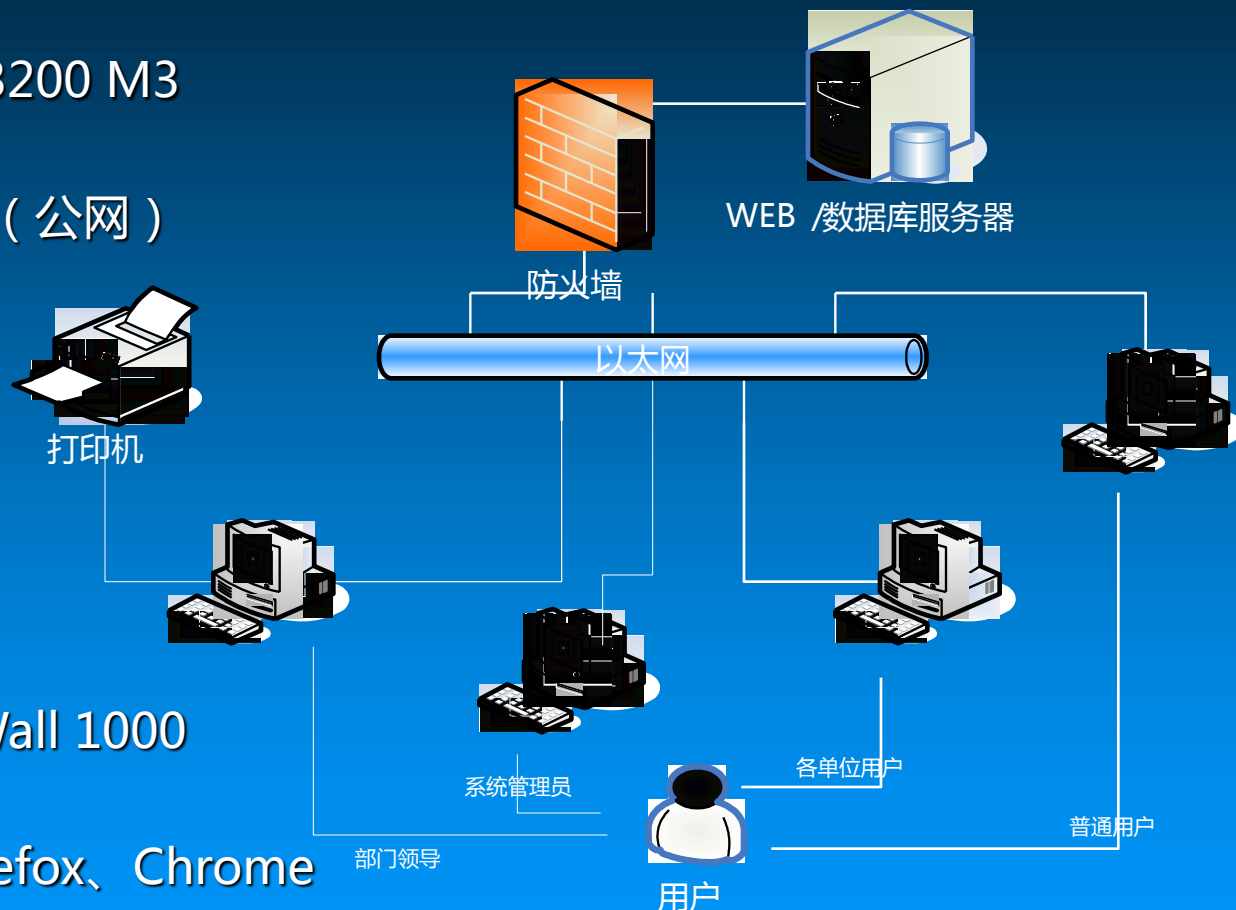 3200 M3
WEB /数据库服务器
（公网）
防火墙
以太网
打印机
Wall 1000
各单位用户
系统管理员
普通用户
部门领导
efox、Chrome
用户